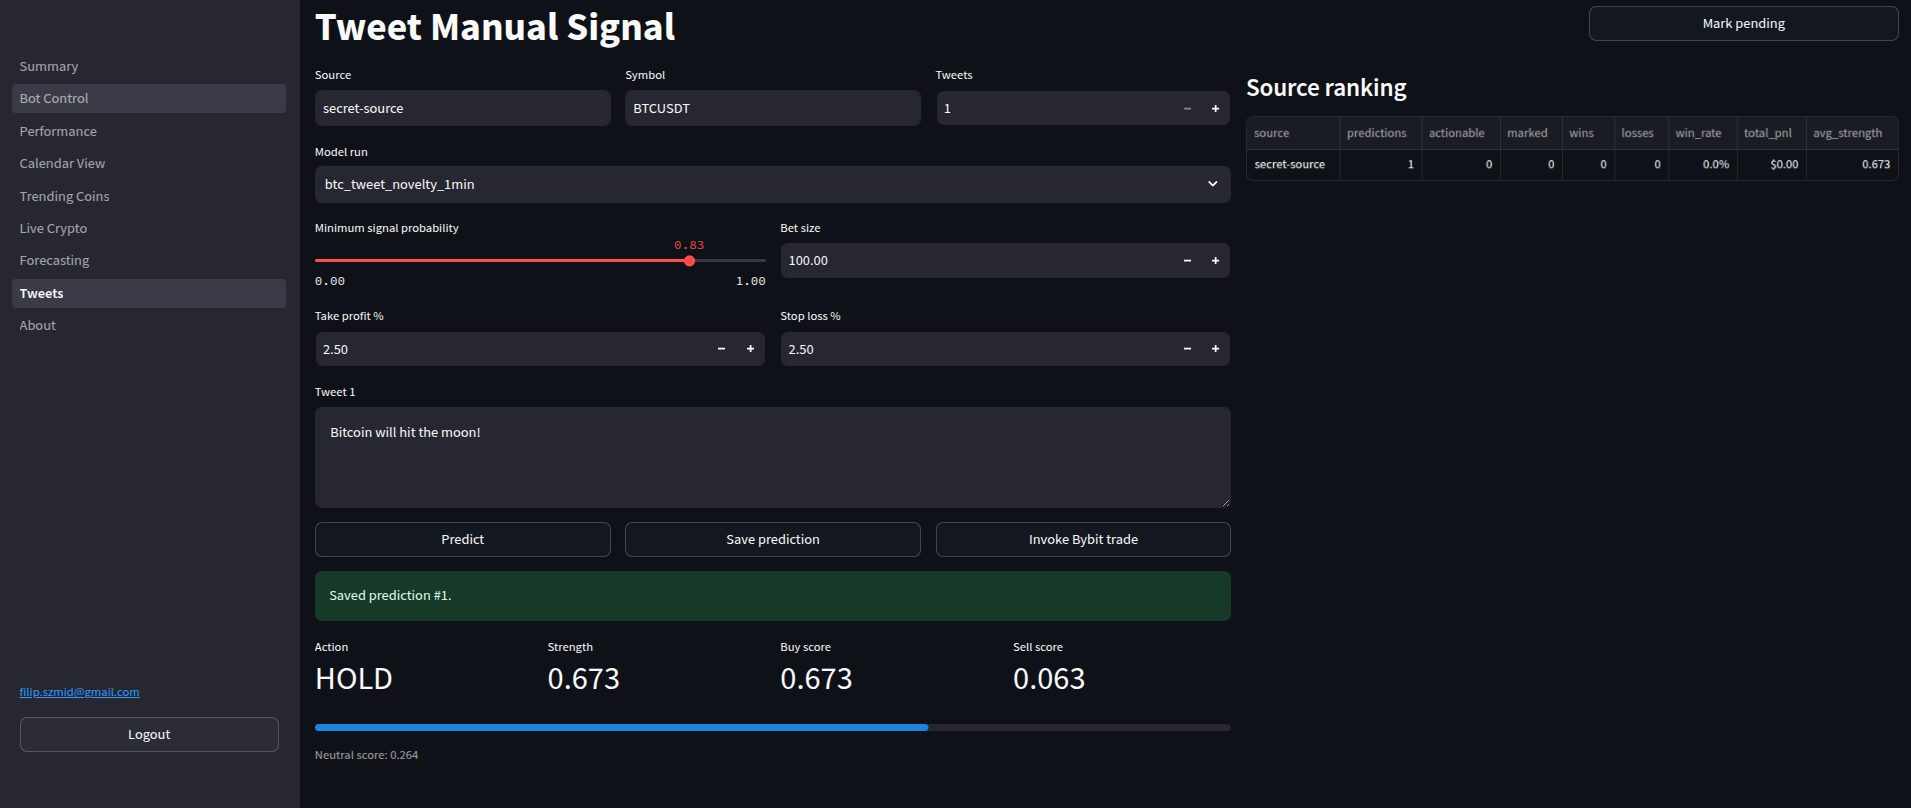 Summary
Bot Control
Performance
Calendar View
Trending Coins
Live Crypto
Forecasting
Tweets
About
filip.szmid@gmail.com
Logout
Tweet Manual Signal
Mark pending
Source Symbol Tweets
secret-source BTCUSDT 1 − +
Model run
btc_tweet_novelty_1min
Minimum signal probability Bet size
0.83
100.00 − +
0.00 1.00
Take profit % Stop loss %
2.50 − + 2.50 − +
Tweet 1
Bitcoin will hit the moon!
Predict Save prediction Invoke Bybit trade
Saved prediction #1.
Action Strength Buy score Sell score
HOLD 0.673 0.673 0.063
Neutral score: 0.264
Source ranking
source predictions actionable marked wins losses win_rate total_pnl avg_strength
secret-source 1 0 0 0 0 0.0% $0.00 0.673